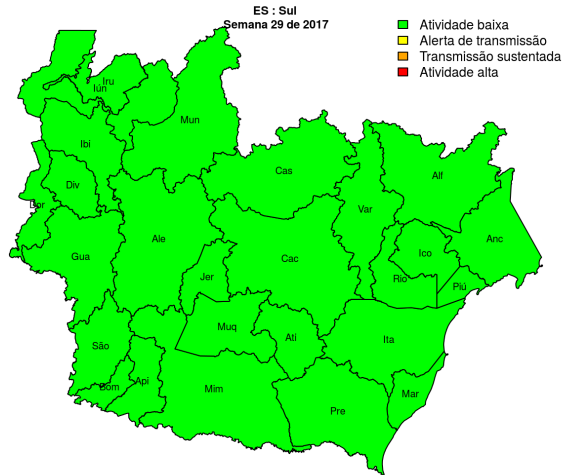 ES : Sul
Semana 29 de 2017
Atividade baixa
Alerta de transmissão
Transmissão sustentada
Atividade alta
Iru
Iún
Mun
Ibi
Cas
Alf
Div
Dor
Var
Ale
Anc
Ico
Gua
Cac
Jer
Rio
Piú
Muq
Ati
Ita
São
Api
Bom
Mim
Mar
Pre